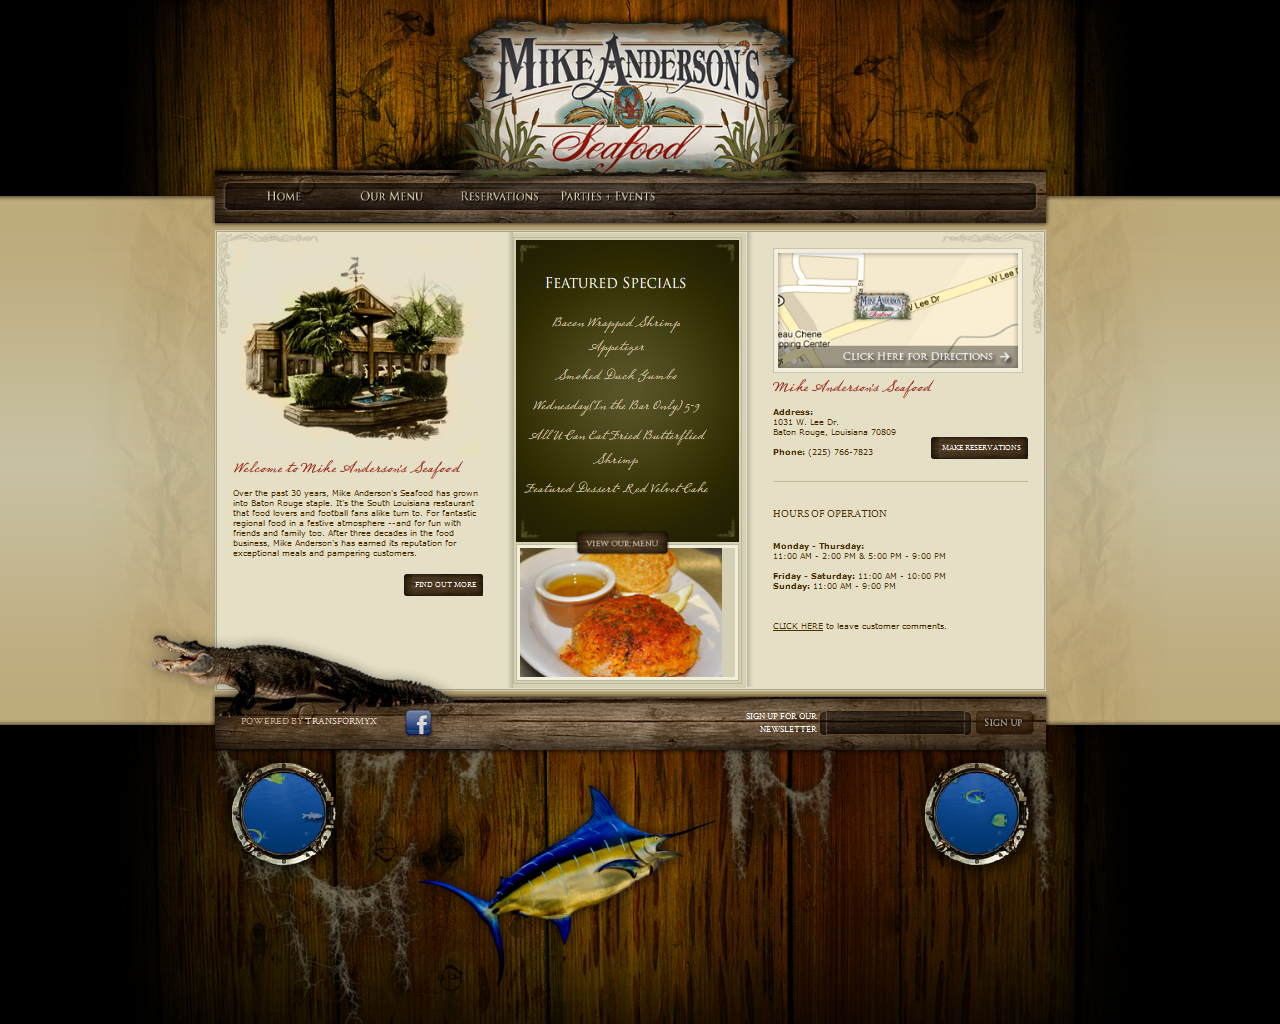 Mike Anderson's
Seafood
Home
Our Menu
Reservations
Parties + Events
Welcome to Mike Anderson's Seafood
Over the past 30 years, Mike Anderson's Seafood has grown
into Baton Rouge staple. It's the South Louisiana restaurant
that food lovers and football fans alike turn to. For fantastic
regional food in a festive atmosphere --and for fun with
friends and family too. After three decades in the food
business, Mike Anderson's has earned its reputation for
exceptional meals and pampering customers.
FIND OUT MORE
Featured Specials
Bacon Wrapped Shrimp
Appetizer
Smoked Duck Gumbo
Wednesday(In the Bar Only) 5-9
All U Can Eat Fried Butterflied
Shrimp
Featured Dessert- Red Velvet Cake
VIEW OUR MENU
W Lee D
W Lee Dr
a St
Mike Anderson's
Seafood
eau Chene
pping Center
Click Here for Directions
Mike Anderson's Seafood
Address:
1031 W. Lee Dr.
Baton Rouge, Louisiana 70809
Phone: (225) 766-7823
MAKE RESERVATIONS
HOURS OF OPERATION
Monday - Thursday:
11:00 AM - 2:00 PM & 5:00 PM - 9:00 PM
Friday - Saturday: 11:00 AM - 10:00 PM
Sunday: 11:00 AM - 9:00 PM
CLICK HERE to leave customer comments.
POWERED BY TRANSFORMYX
f
SIGN UP FOR OUR
NEWSLETTER
Sign up